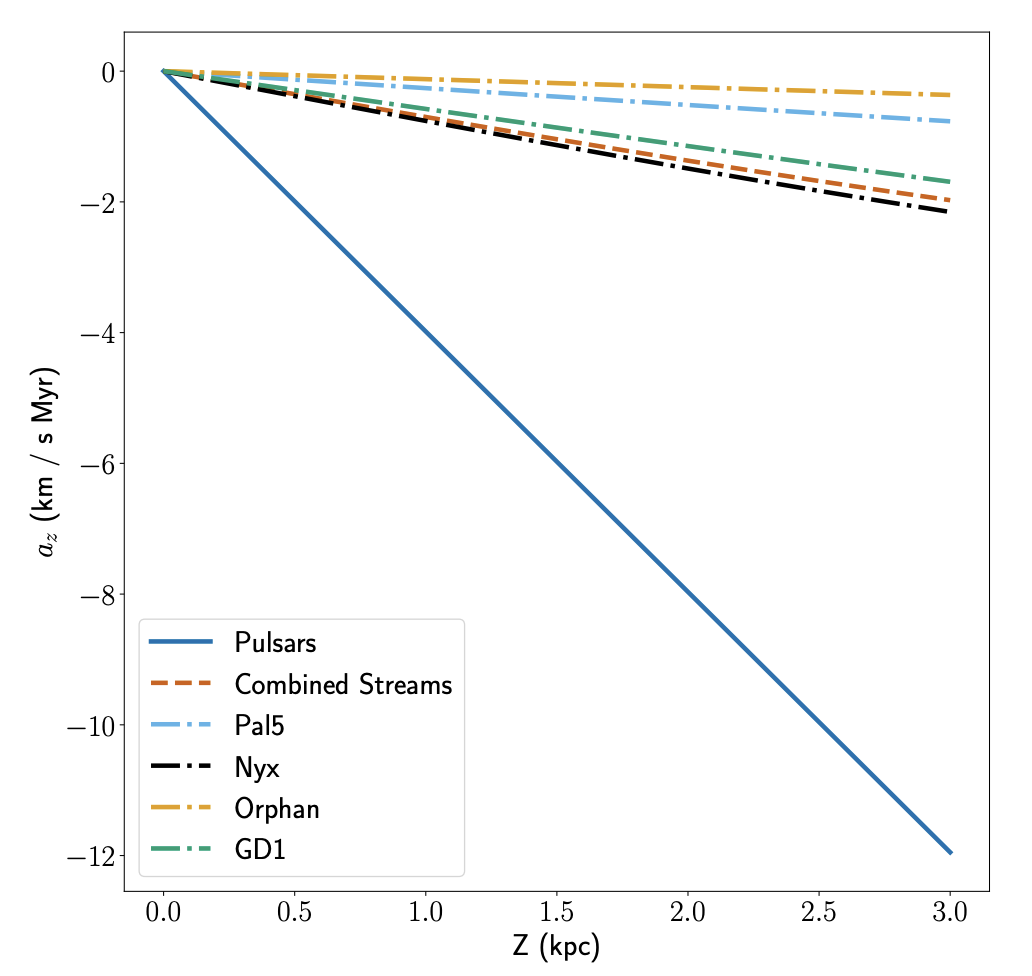 0
−2
−4
−6
−8
−10
−12
a_z (km / s Myr)
Pulsars
Combined Streams
Pal5
Nyx
Orphan
GD1
0.0 0.5 1.0 1.5 2.0 2.5 3.0
Z (kpc)